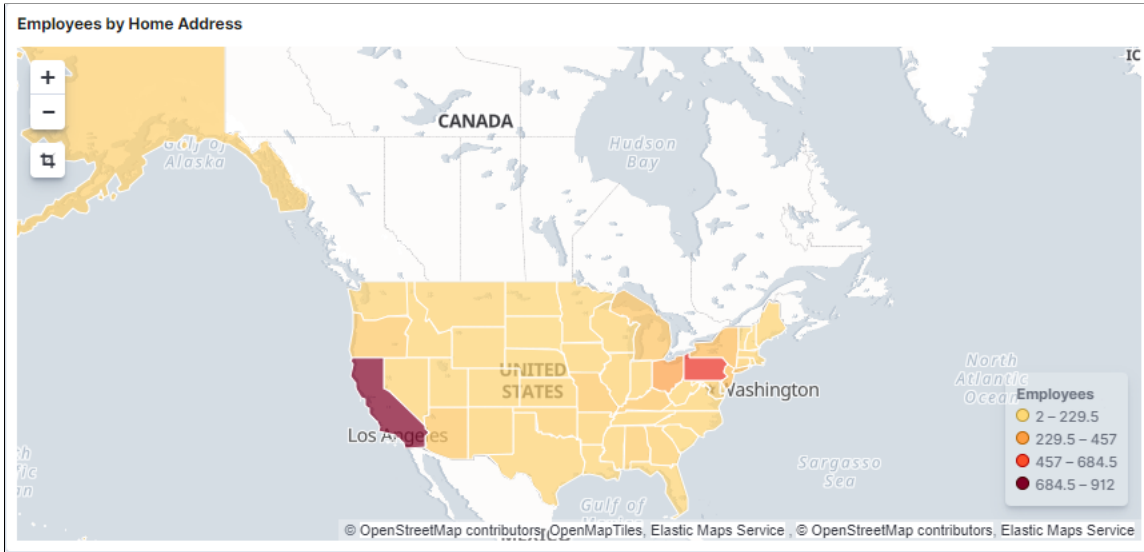 Employees by Home Address
IC
+
−
CANADA
Hudson
Bay
Gulf of
Alaska
UNITED
STATES
Washington
North
Atlantic
Ocean
Los Angeles
Employees
2 – 229.5
229.5 – 457
457 – 684.5
684.5 – 912
Sargasso
Sea
Gulf of
MEXICO
© OpenStreetMap contributors, OpenMapTiles, Elastic Maps Service , © OpenStreetMap contributors, Elastic Maps Service